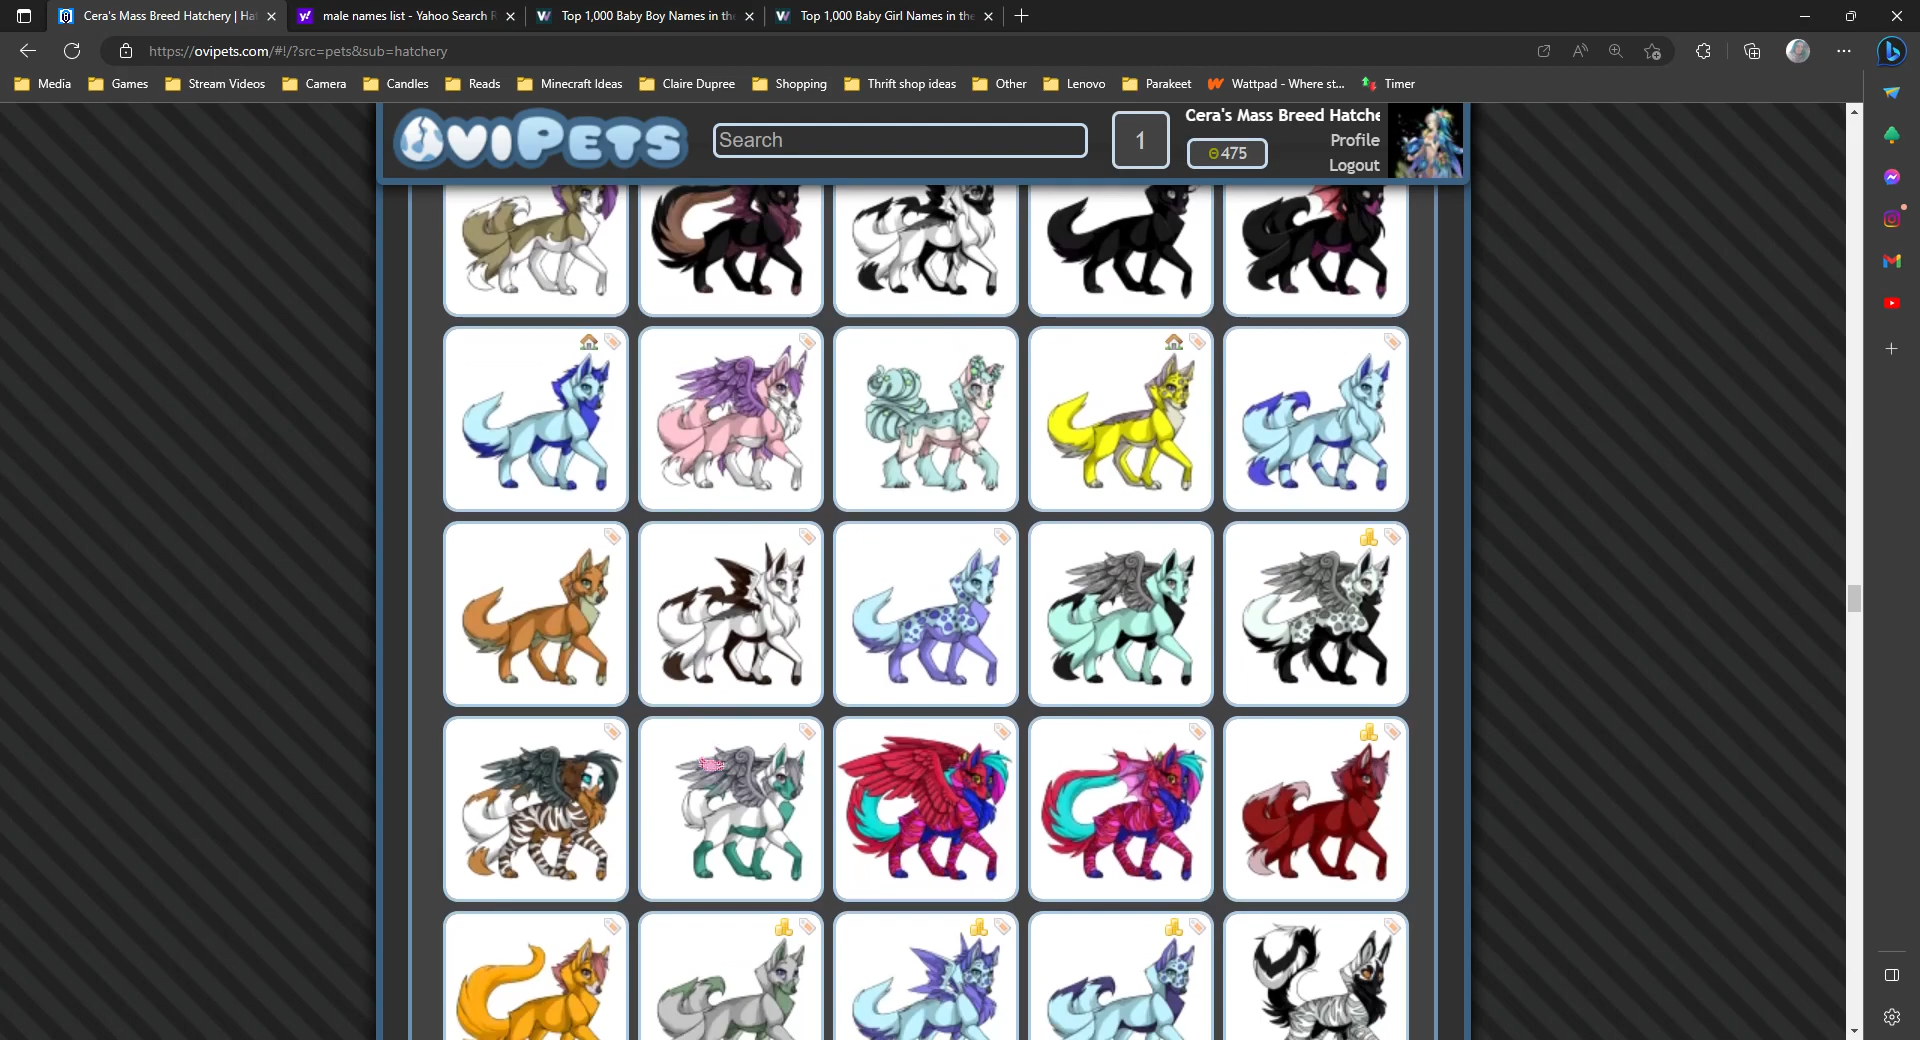 Cera's Mass Breed Hatchery | Hat
male names list - Yahoo Search R
Top 1,000 Baby Boy Names in the
Top 1,000 Baby Girl Names in the
https://ovipets.com/#!/?src=pets&sub=hatchery
Media
Games
Stream Videos
Camera
Candles
Reads
Minecraft Ideas
Claire Dupree
Shopping
Thrift shop ideas
Other
Lenovo
Parakeet
Wattpad - Where st...
Timer
OviPets
Search
1
Cera's Mass Breed Hatche
475
Profile
Logout